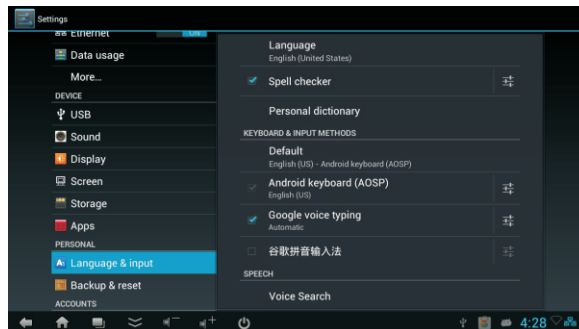 Settings
Ethernet ON
Data usage
More...
DEVICE
USB
Sound
Display
Screen
Storage
Apps
PERSONAL
Language & input
Backup & reset
ACCOUNTS
Language
English (United States)
Spell checker
Personal dictionary
KEYBOARD & INPUT METHODS
Default
English (US) - Android keyboard (AOSP)
Android keyboard (AOSP)
English (US)
Google voice typing
Automatic
谷歌拼音输入法
SPEECH
Voice Search
4:28